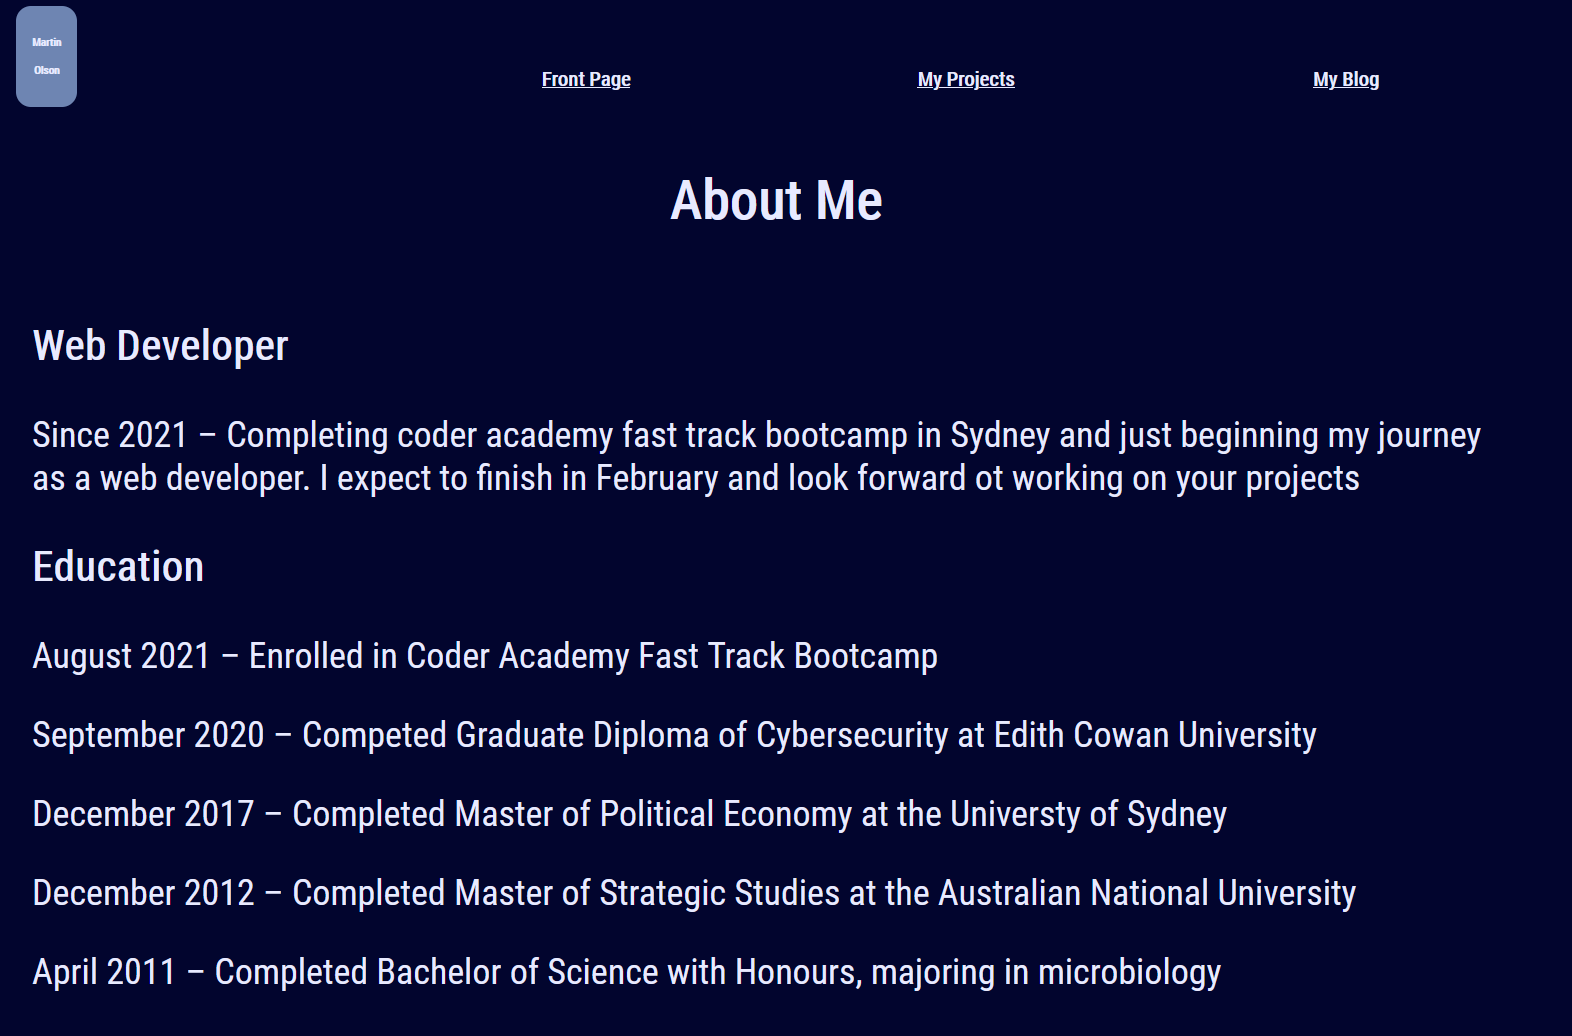 Martin
Olson
Front Page
My Projects
My Blog
About Me
Web Developer
Since 2021 – Completing coder academy fast track bootcamp in Sydney and just beginning my journey
as a web developer. I expect to finish in February and look forward ot working on your projects
Education
August 2021 – Enrolled in Coder Academy Fast Track Bootcamp
September 2020 – Competed Graduate Diploma of Cybersecurity at Edith Cowan University
December 2017 – Completed Master of Political Economy at the Universty of Sydney
December 2012 – Completed Master of Strategic Studies at the Australian National University
April 2011 – Completed Bachelor of Science with Honours, majoring in microbiology